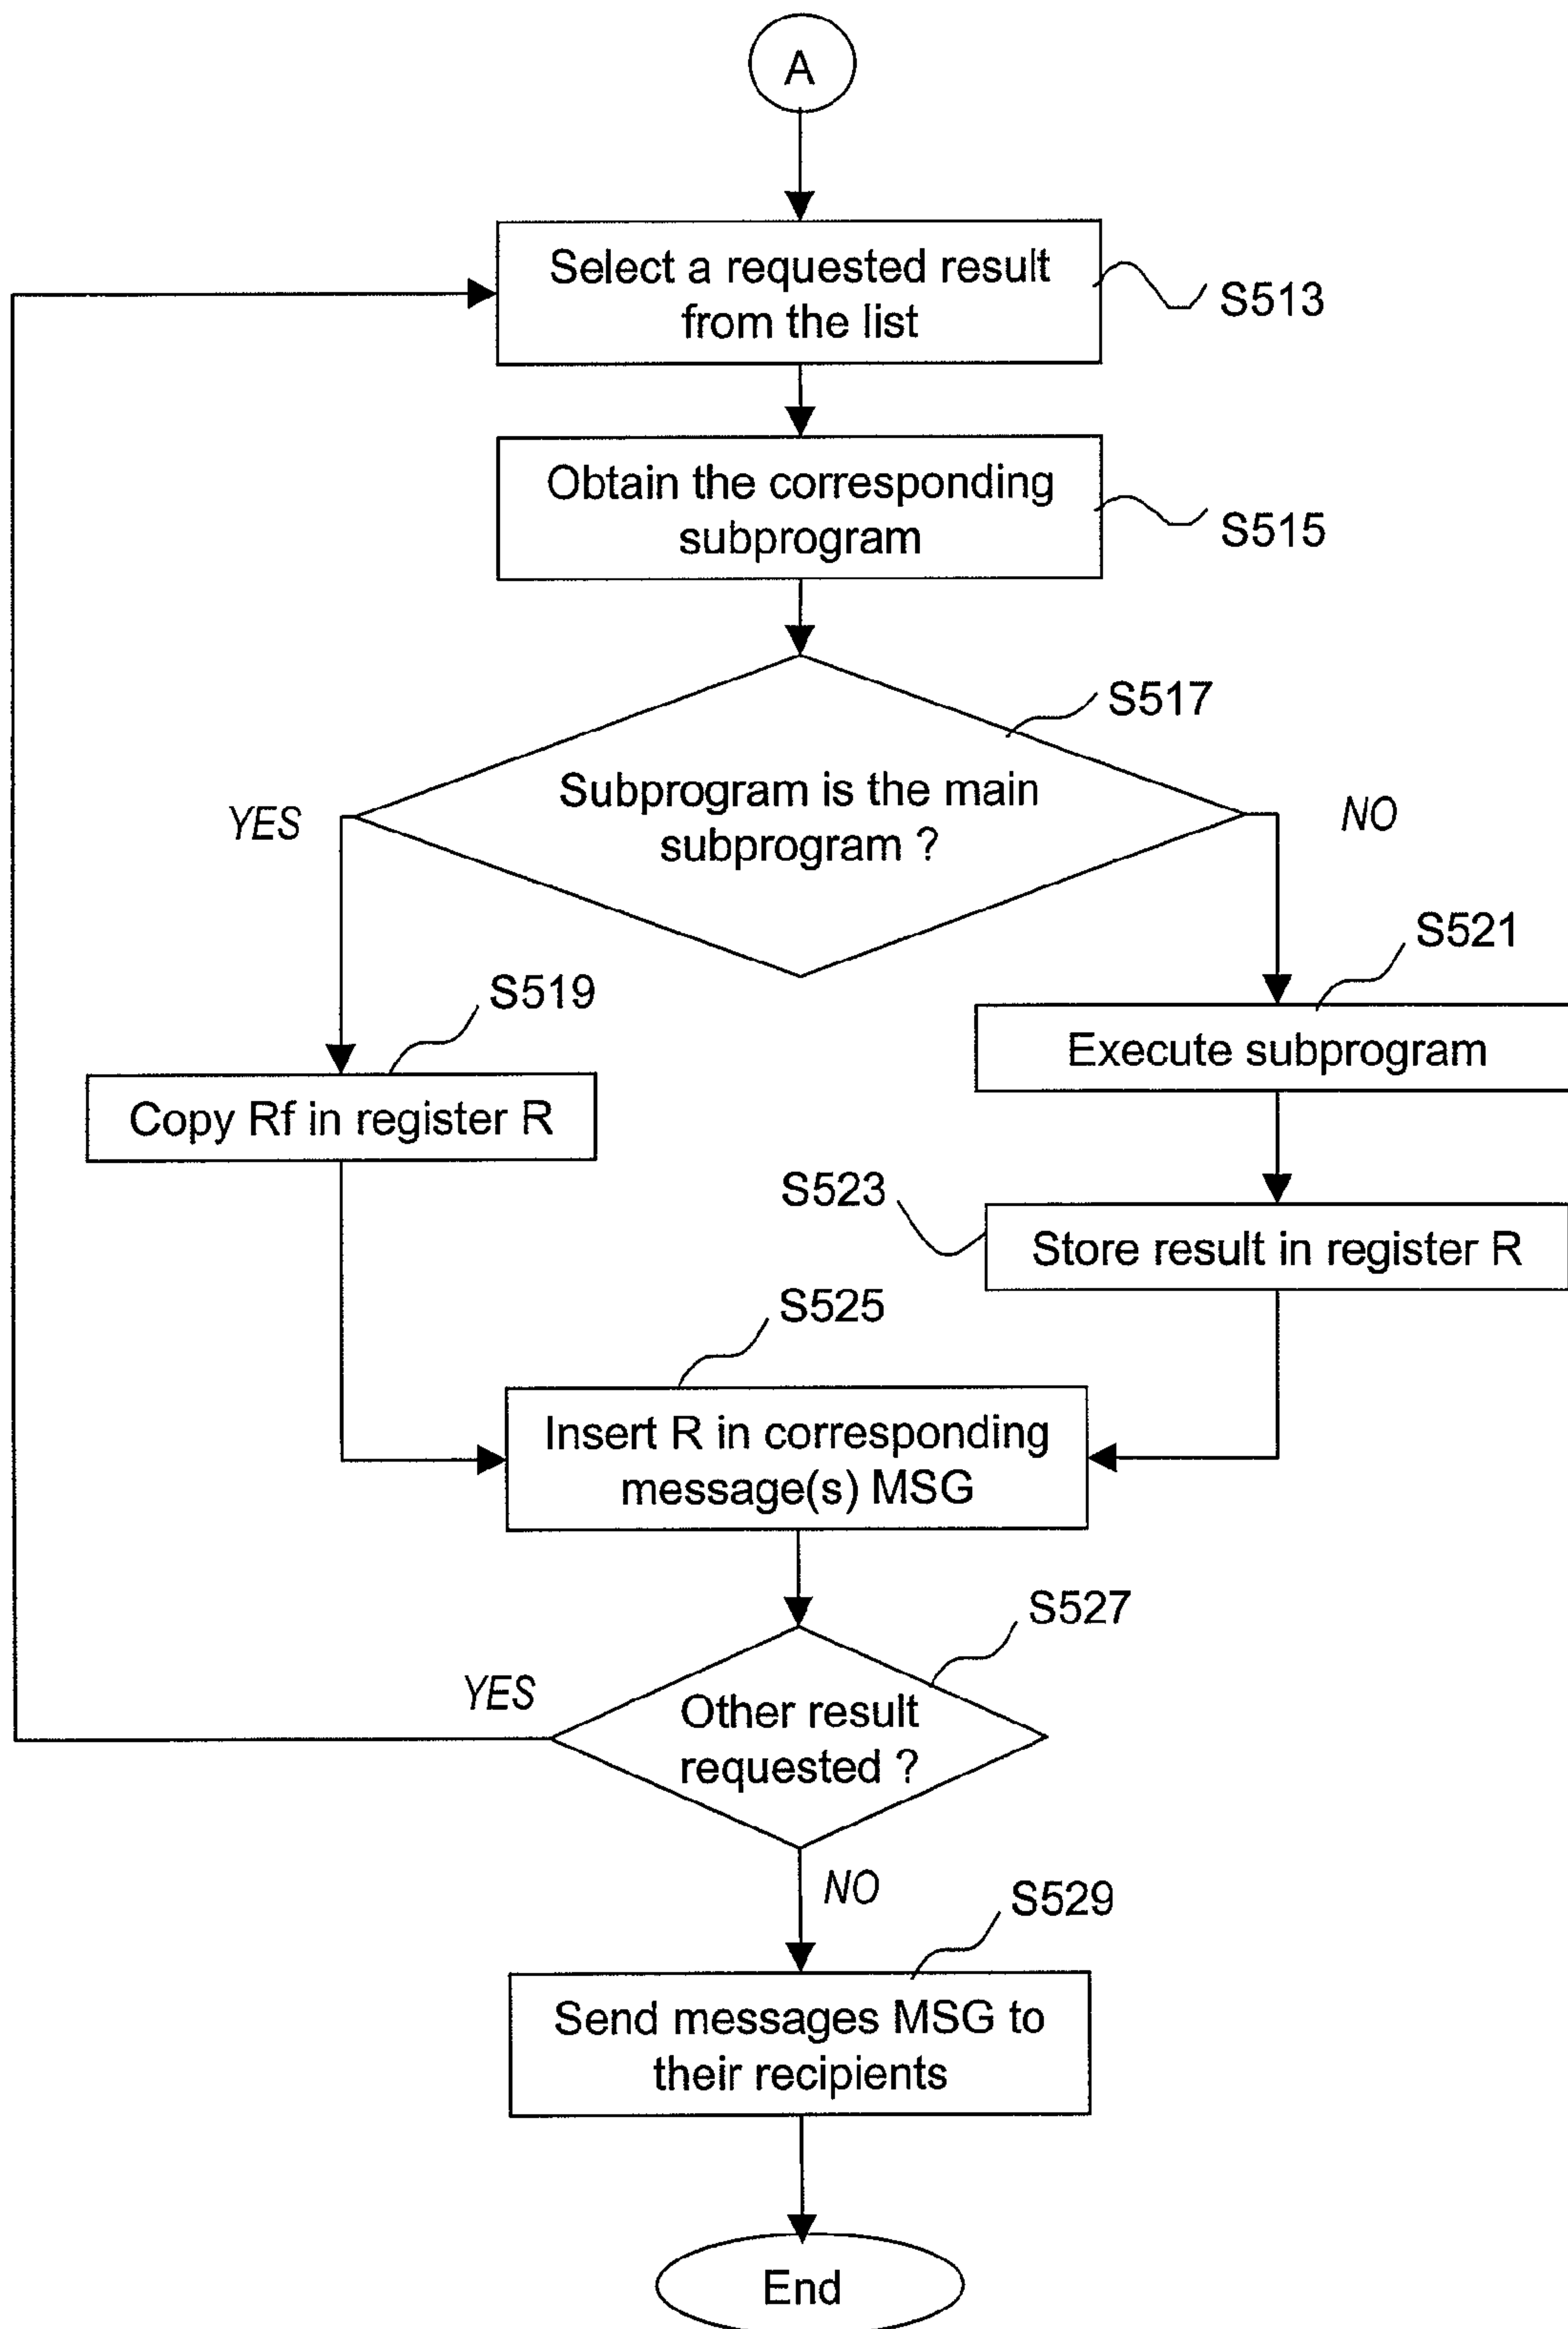 A
Select a requested result
from the list
S513
Obtain the corresponding
subprogram
S515
S517
Subprogram is the main
subprogram ?
YES
NO
S521
S519
Execute subprogram
Copy Rf in register R
S523
Store result in register R
S525
Insert R in corresponding
message(s) MSG
S527
YES
Other result
requested ?
NO
S529
Send messages MSG to
their recipients
End